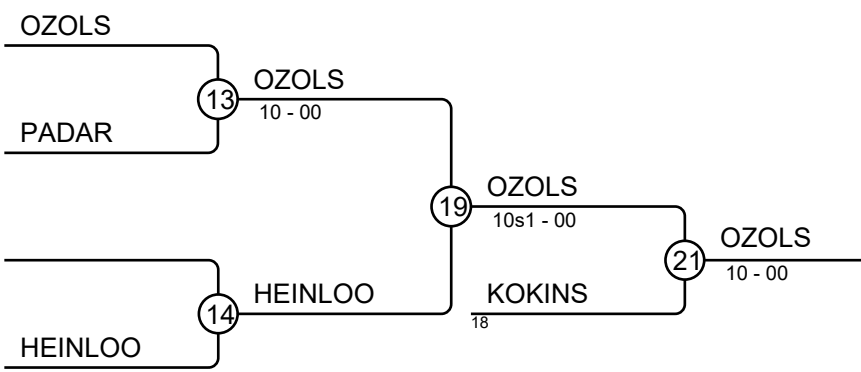 OZOLS
13
OZOLS
10 - 00
PADAR
19
OZOLS
10s1 - 00
21
OZOLS
10 - 00
14
HEINLOO
KOKINS
18
HEINLOO